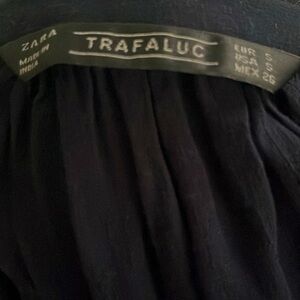 ZARA
MADE IN
INDIA
TRAFALUC
EUR S
USA S
MEX 26